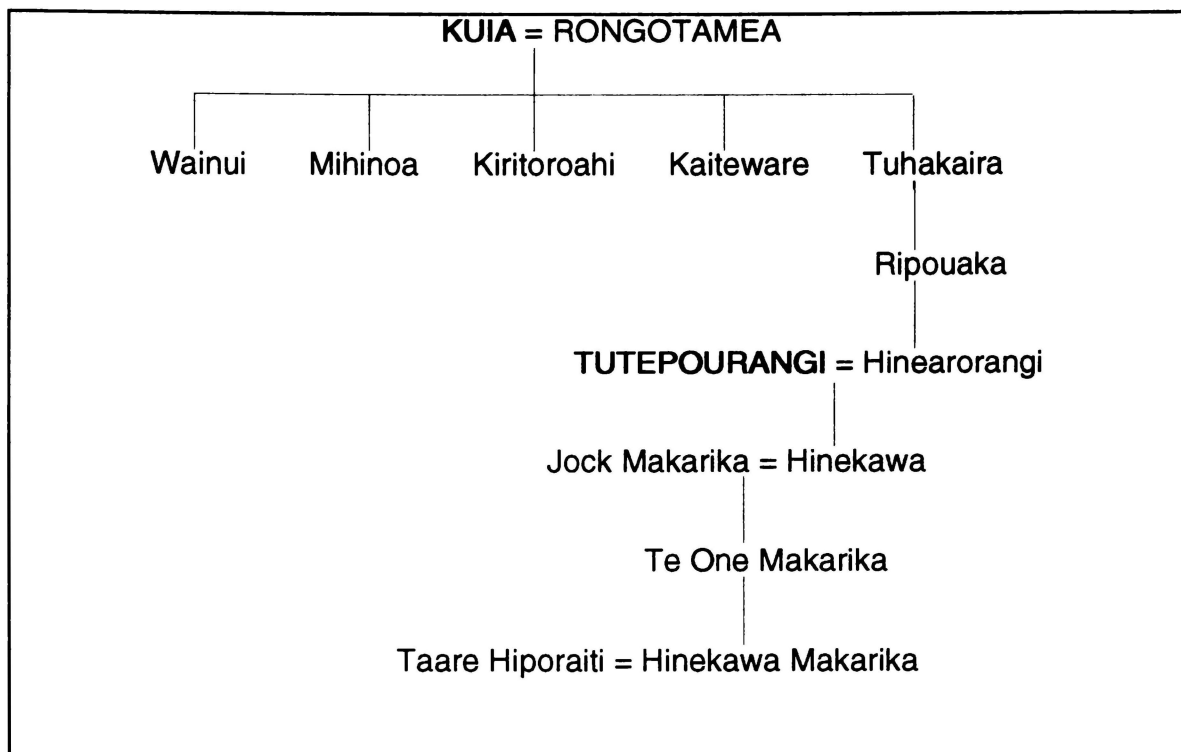 KUIA = RONGOTAMEA
Wainui Mihinoa Kiritoroahi Kaiteware Tuhakaira
Ripouaka
TUTEPOURANGI = Hinearorangi
Jock Makarika = Hinekawa
Te One Makarika
Taare Hiporaiti = Hinekawa Makarika